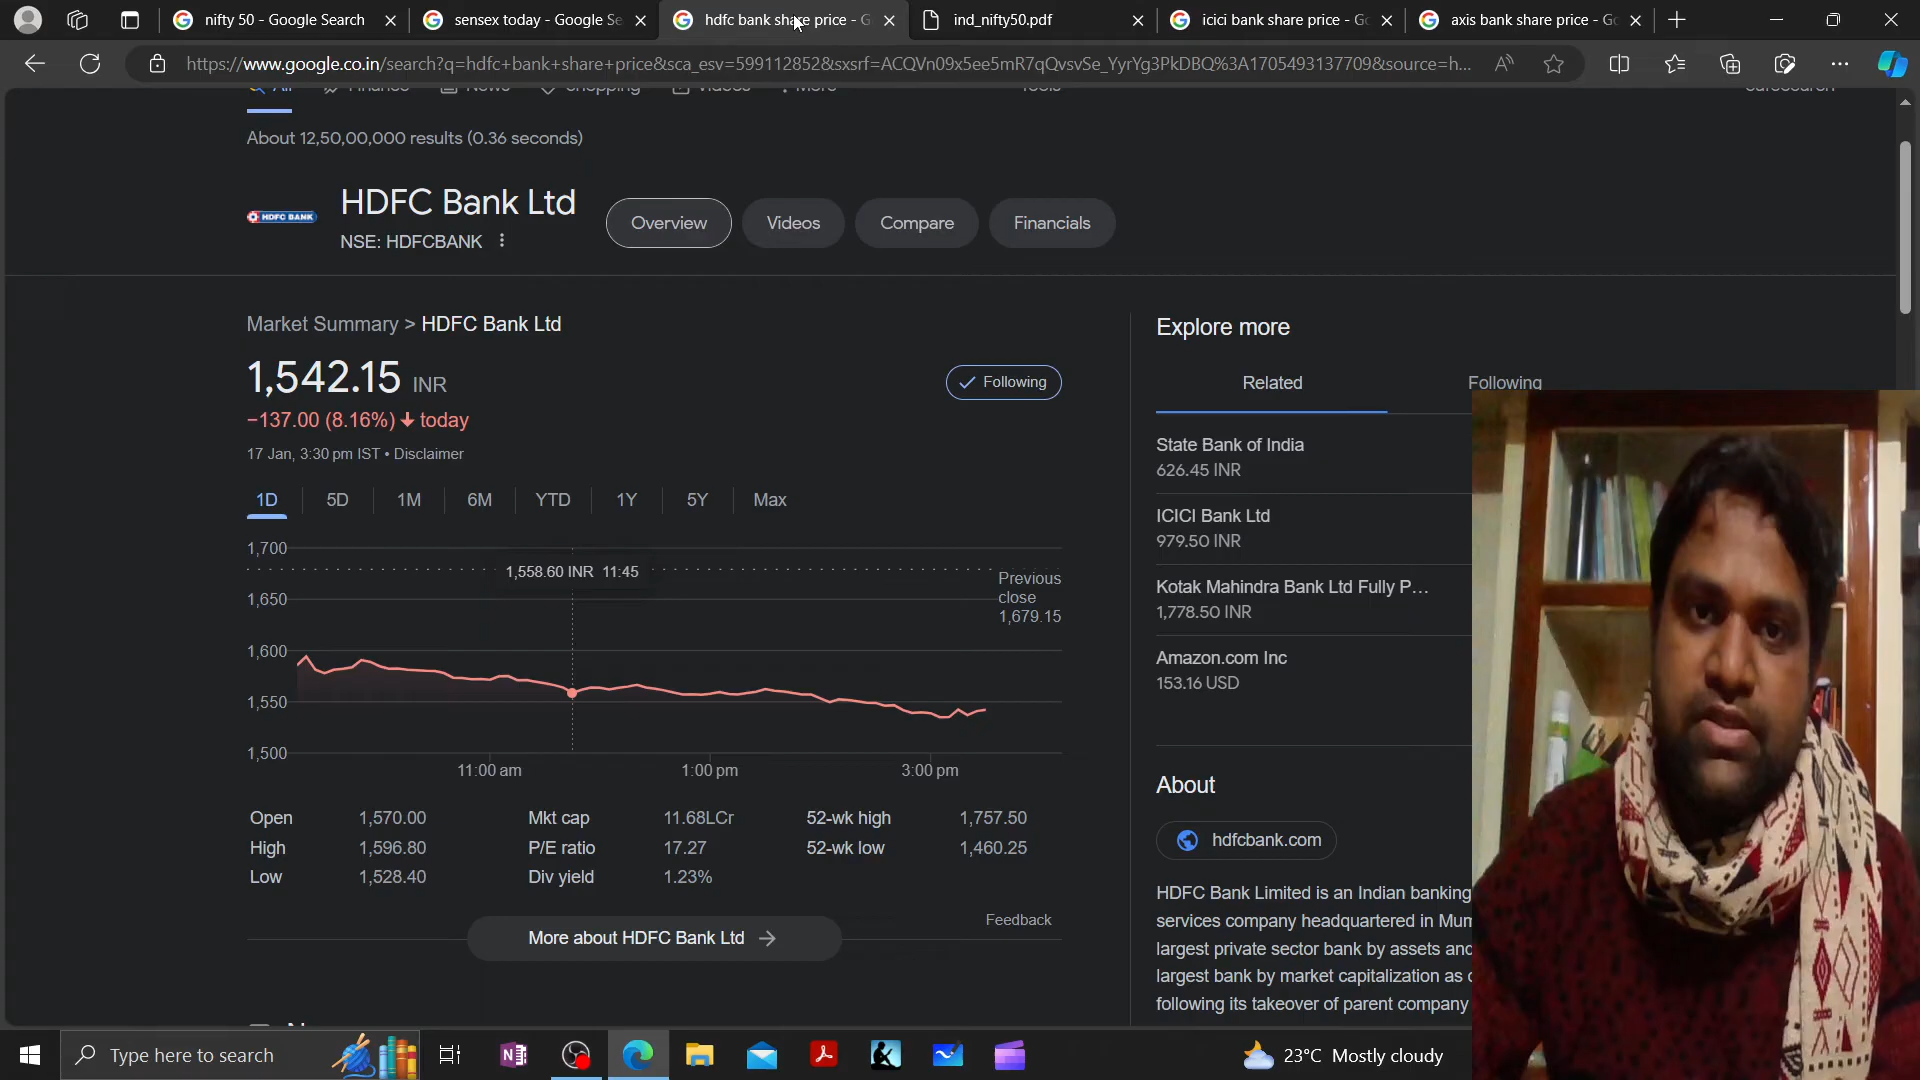 nifty 50 - Google Search
sensex today - Google Se
hdfc bank share price - G
ind_nifty50.pdf
icici bank share price - Gc
axis bank share price - Gc
https://www.google.co.in/search?q=hdfc+bank+share+price&sca_esv=599112852&sxsrf=ACQVn09x5ee5mR7qQvsvSe_YyrYg3PkDBQ%3A1705493137709&source=h...
All Finance News Shopping Videos More Tools SafeSearch
About 12,50,00,000 results (0.36 seconds)
HDFC BANK
HDFC Bank Ltd
NSE: HDFCBANK
Overview
Videos
Compare
Financials
Market Summary > HDFC Bank Ltd
1,542.15 INR
−137.00 (8.16%) ↓ today
17 Jan, 3:30 pm IST • Disclaimer
Following
1D 5D 1M 6M YTD 1Y 5Y Max
1,700
1,558.60 INR 11:45
Previous
close
1,679.15
1,650
1,600
1,550
1,500
11:00 am 1:00 pm 3:00 pm
Open 1,570.00 Mkt cap 11.68LCr 52-wk high 1,757.50
High 1,596.80 P/E ratio 17.27 52-wk low 1,460.25
Low 1,528.40 Div yield 1.23%
Feedback
More about HDFC Bank Ltd →
Explore more
Related Following
State Bank of India
626.45 INR
ICICI Bank Ltd
979.50 INR
Kotak Mahindra Bank Ltd Fully P...
1,778.50 INR
Amazon.com Inc
153.16 USD
About
hdfcbank.com
HDFC Bank Limited is an Indian banking
services company headquartered in Mum
largest private sector bank by assets and
largest bank by market capitalization as
following its takeover of parent company
Type here to search
23°C Mostly cloudy